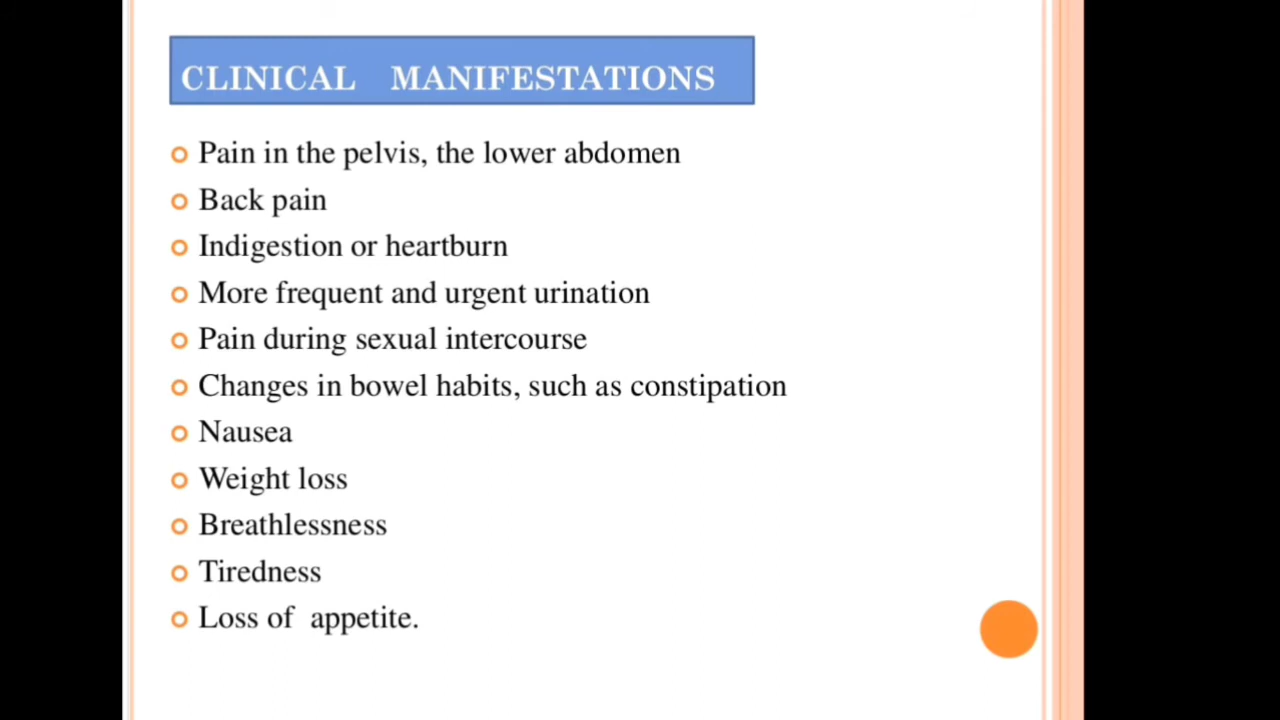 CLINICAL MANIFESTATIONS
Pain in the pelvis, the lower abdomen
Back pain
Indigestion or heartburn
More frequent and urgent urination
Pain during sexual intercourse
Changes in bowel habits, such as constipation
Nausea
Weight loss
Breathlessness
Tiredness
Loss of appetite.